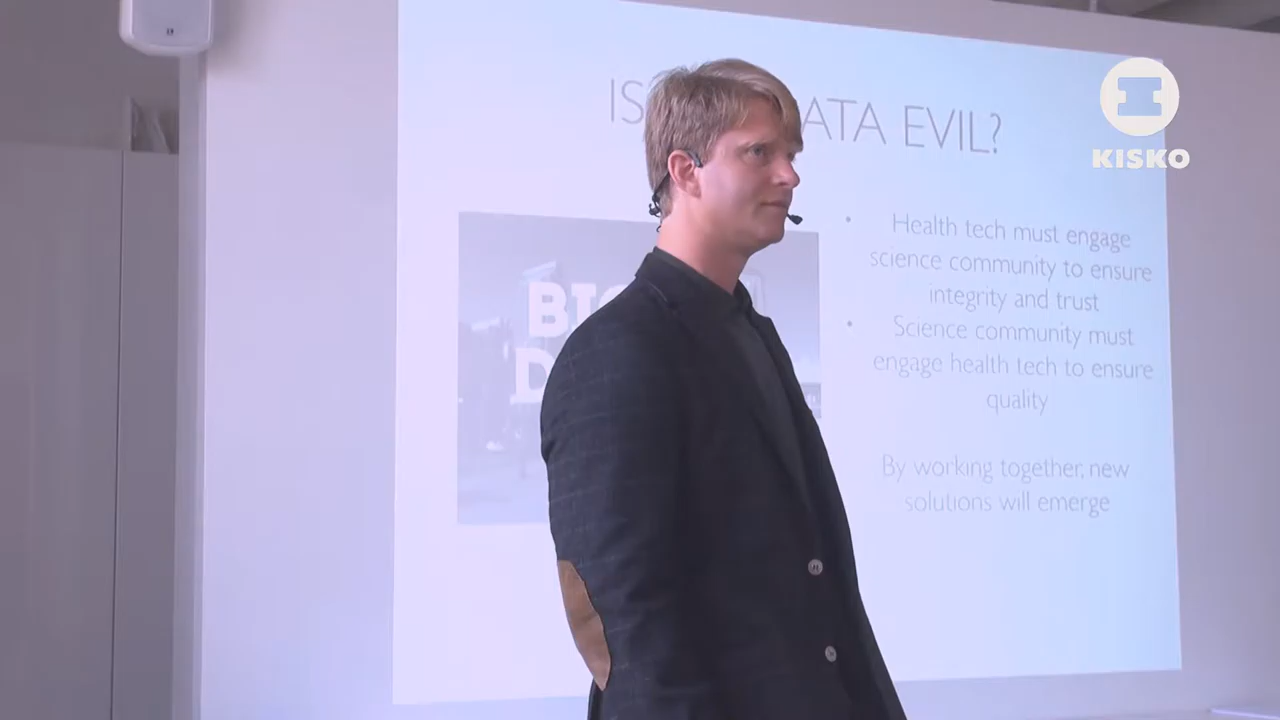 IS ATA EVIL?
KISKO
BIG
D
• Health tech must engage
science community to ensure
integrity and trust
• Science community must
engage health tech to ensure
quality
By working together, new
solutions will emerge